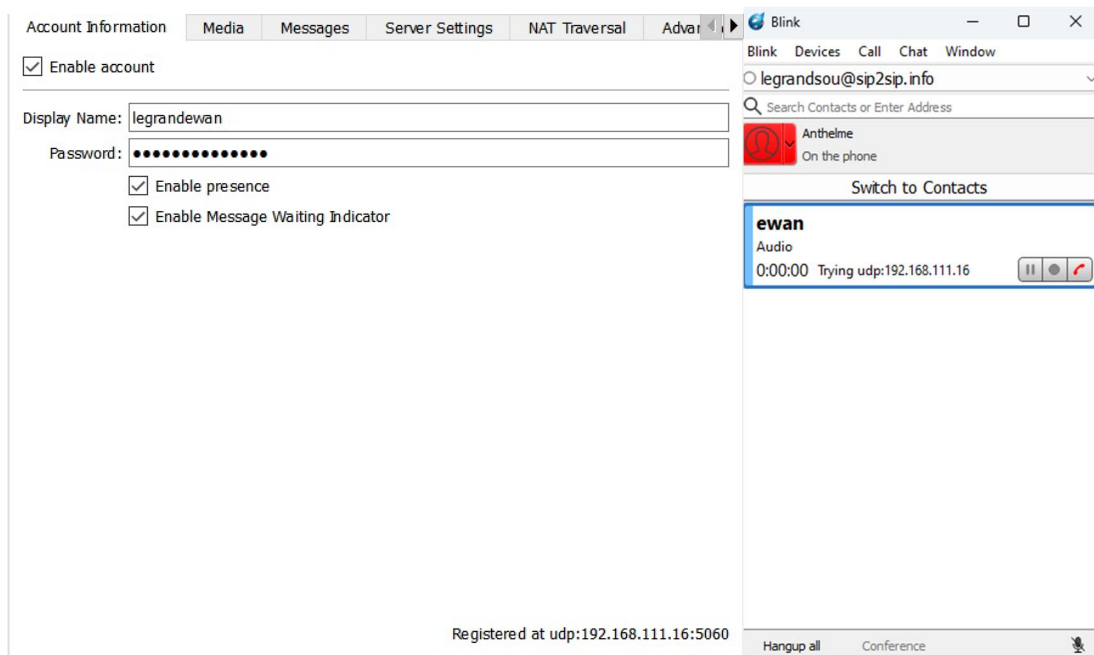 Account Information Media Messages Server Settings NAT Traversal Advan
Enable account
Display Name: legrandewan
Password: ●●●●●●●●●●●●●●
Enable presence
Enable Message Waiting Indicator
Registered at udp:192.168.111.16:5060
Blink
Blink Devices Call Chat Window
legrandsou@sip2sip.info
Search Contacts or Enter Address
Anthelme
On the phone
Switch to Contacts
ewan
Audio
0:00:00 Trying udp:192.168.111.16
Hangup all Conference